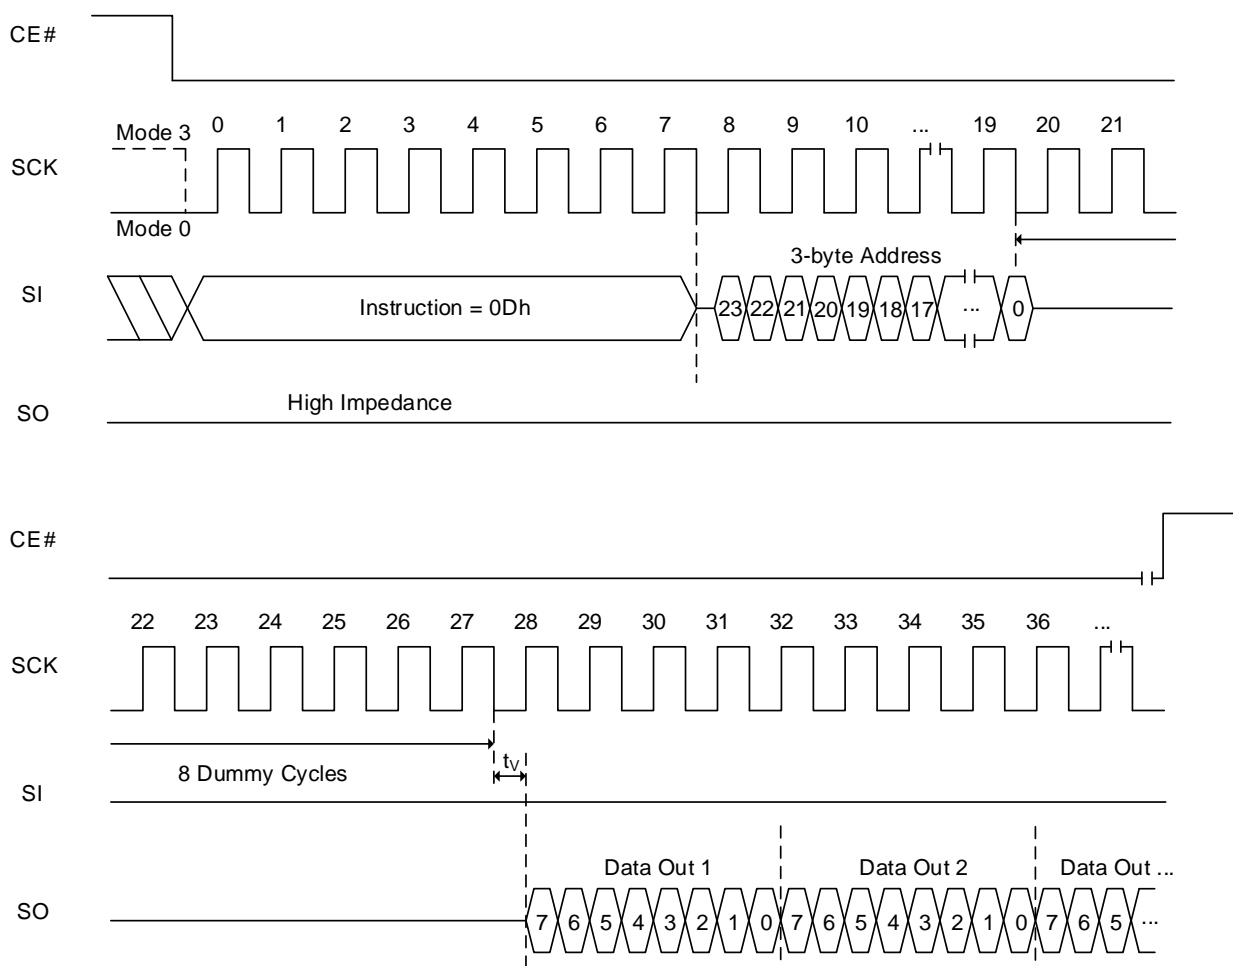 CE#
Mode 3 0 1 2 3 4 5 6 7 8 9 10 ... 19 20 21
SCK
Mode 0
3-byte Address
SI
Instruction = 0Dh 23 22 21 20 19 18 17 ... 0
High Impedance
SO
CE#
22 23 24 25 26 27 28 29 30 31 32 33 34 35 36 ...
SCK
8 Dummy Cycles tV
SI
Data Out 1 Data Out 2 Data Out ...
SO 7 6 5 4 3 2 1 0 7 6 5 4 3 2 1 0 7 6 5 ...